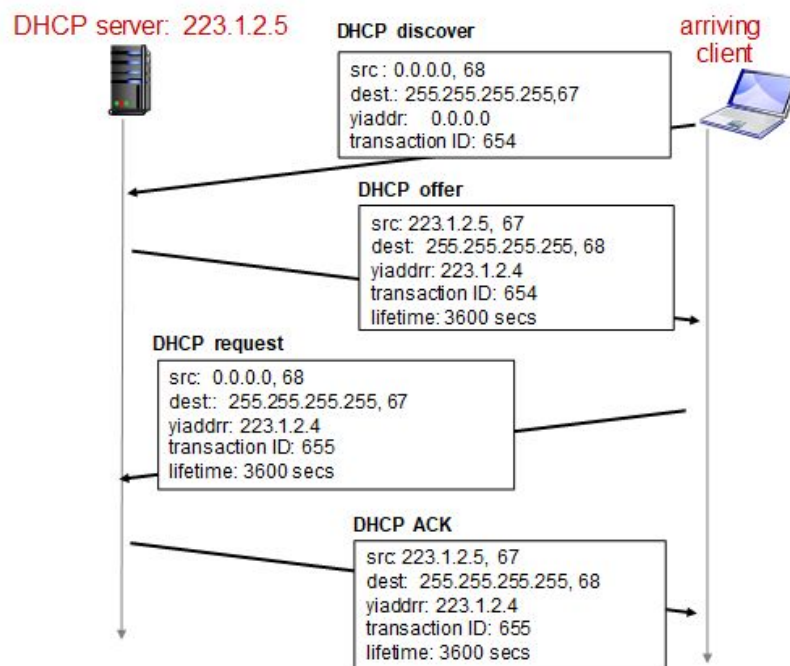 DHCP server: 223.1.2.5
arriving
client
DHCP discover
src : 0.0.0.0, 68
dest.: 255.255.255.255,67
yiaddr: 0.0.0.0
transaction ID: 654
DHCP offer
src: 223.1.2.5, 67
dest: 255.255.255.255, 68
yiaddrr: 223.1.2.4
transaction ID: 654
lifetime: 3600 secs
DHCP request
src: 0.0.0.0, 68
dest:: 255.255.255.255, 67
yiaddrr: 223.1.2.4
transaction ID: 655
lifetime: 3600 secs
DHCP ACK
src: 223.1.2.5, 67
dest: 255.255.255.255, 68
yiaddrr: 223.1.2.4
transaction ID: 655
lifetime: 3600 secs